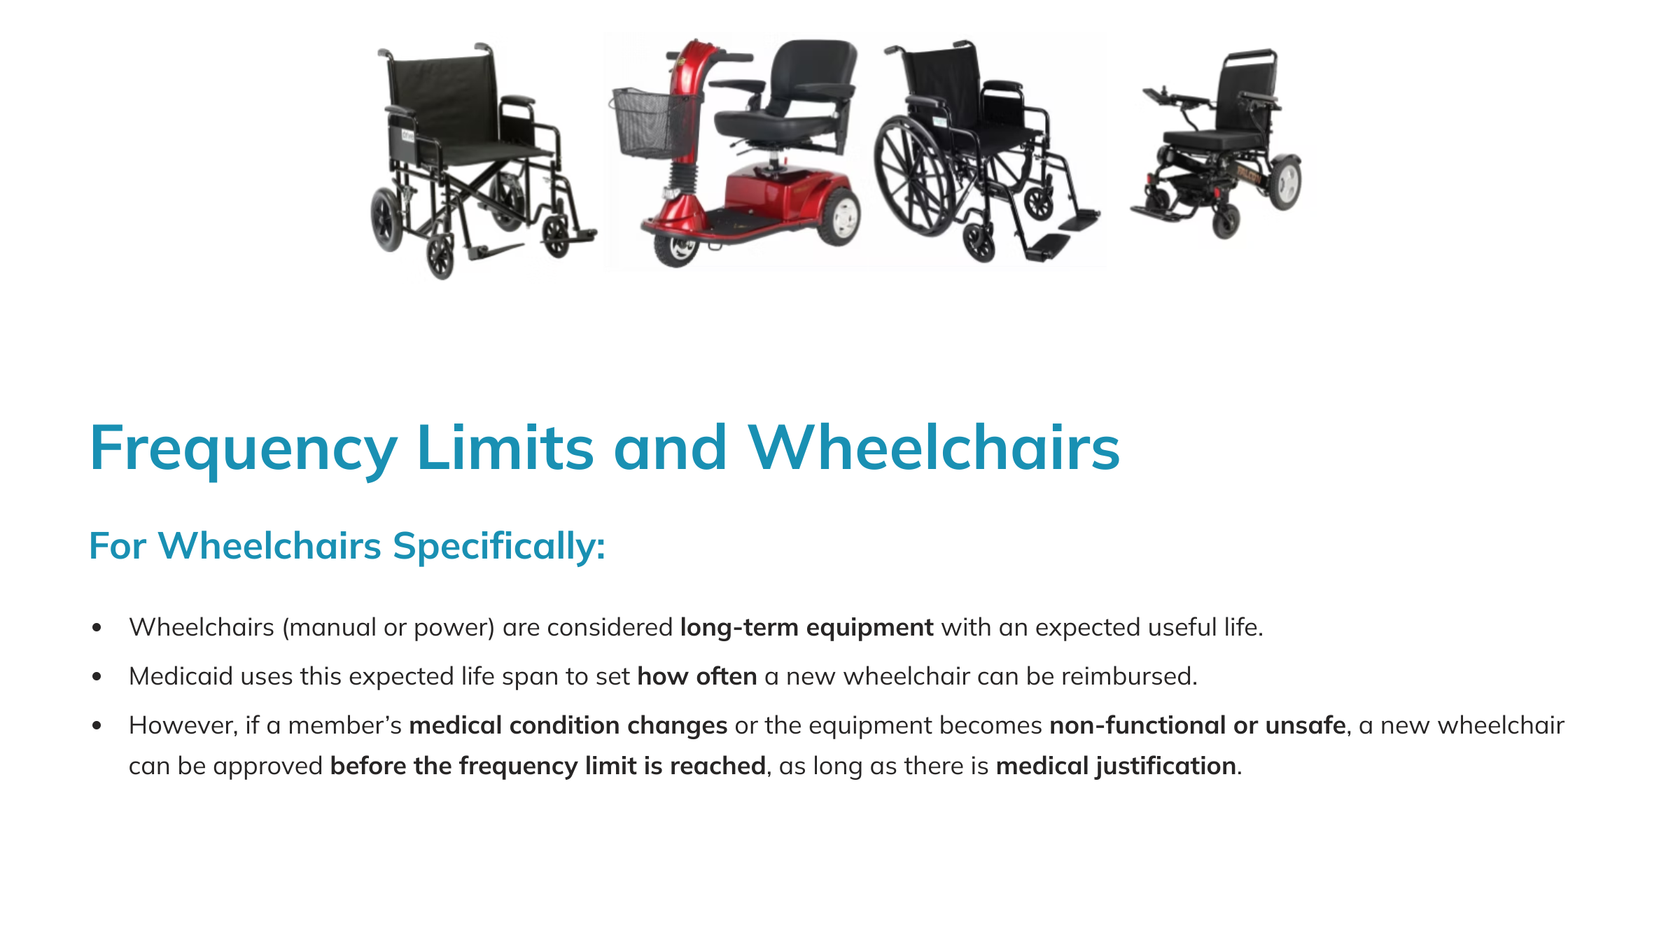 Frequency Limits and Wheelchairs
For Wheelchairs Specifically:
• Wheelchairs (manual or power) are considered long-term equipment with an expected useful life.
• Medicaid uses this expected life span to set how often a new wheelchair can be reimbursed.
• However, if a member’s medical condition changes or the equipment becomes non-functional or unsafe, a new wheelchair
can be approved before the frequency limit is reached, as long as there is medical justification.